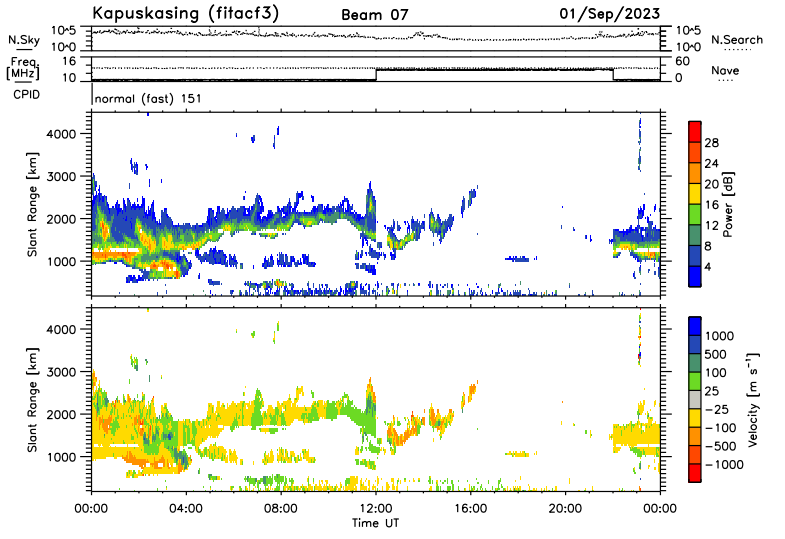 Kapuskasing (fitacf3) Beam 07 01/Sep/2023
N.Sky 10^5 10^0 10^5 10^0 N.Search
Freq. [MHz] 16 10 60 0 Nave
CPID normal (fast) 151
Slant Range [km] 4000 3000 2000 1000
28 24 20 16 12 8 4 Power [dB]
Slant Range [km] 4000 3000 2000 1000
1000 500 100 25 −25 −100 −500 −1000 Velocity [m s⁻¹]
00:00 04:00 08:00 12:00 16:00 20:00 00:00
Time UT